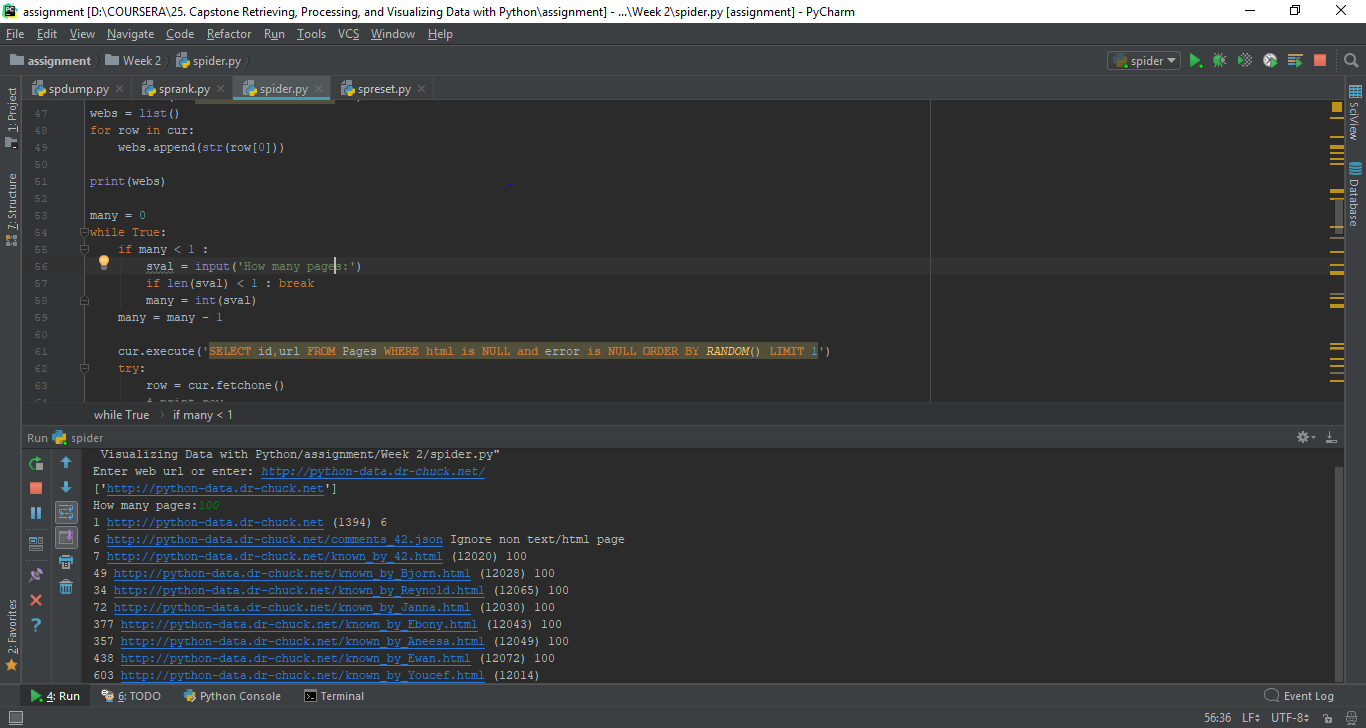 assignment [D:\COURSERA\25. Capstone Retrieving, Processing, and Visualizing Data with Python\assignment] - ...\Week 2\spider.py [assignment] - PyCharm
File Edit View Navigate Code Refactor Run Tools VCS Window Help
assignment Week 2 spider.py spider
spdump.py sprank.py spider.py spreset.py
1: Project
7: Structure
2: Favorites
SciView
Database
47 webs = list()
48 for row in cur:
49 webs.append(str(row[0]))
50
51 print(webs)
52
53 many = 0
54 while True:
55 if many < 1 :
56 sval = input('How many pages:')
57 if len(sval) < 1 : break
58 many = int(sval)
59 many = many - 1
60
61 cur.execute('SELECT id,url FROM Pages WHERE html is NULL and error is NULL ORDER BY RANDOM() LIMIT 1')
62 try:
63 row = cur.fetchone()
while True if many < 1
Run spider
Visualizing Data with Python/assignment/Week 2/spider.py"
Enter web url or enter: http://python-data.dr-chuck.net/
['http://python-data.dr-chuck.net']
How many pages:100
1 http://python-data.dr-chuck.net (1394) 6
6 http://python-data.dr-chuck.net/comments_42.json Ignore non text/html page
7 http://python-data.dr-chuck.net/known_by_42.html (12020) 100
49 http://python-data.dr-chuck.net/known_by_Bjorn.html (12028) 100
34 http://python-data.dr-chuck.net/known_by_Reynold.html (12065) 100
72 http://python-data.dr-chuck.net/known_by_Janna.html (12030) 100
377 http://python-data.dr-chuck.net/known_by_Ebony.html (12043) 100
357 http://python-data.dr-chuck.net/known_by_Aneesa.html (12049) 100
438 http://python-data.dr-chuck.net/known_by_Ewan.html (12072) 100
603 http://python-data.dr-chuck.net/known_by_Youcef.html (12014)
4: Run 6: TODO Python Console Terminal Event Log
56:36 LF UTF-8